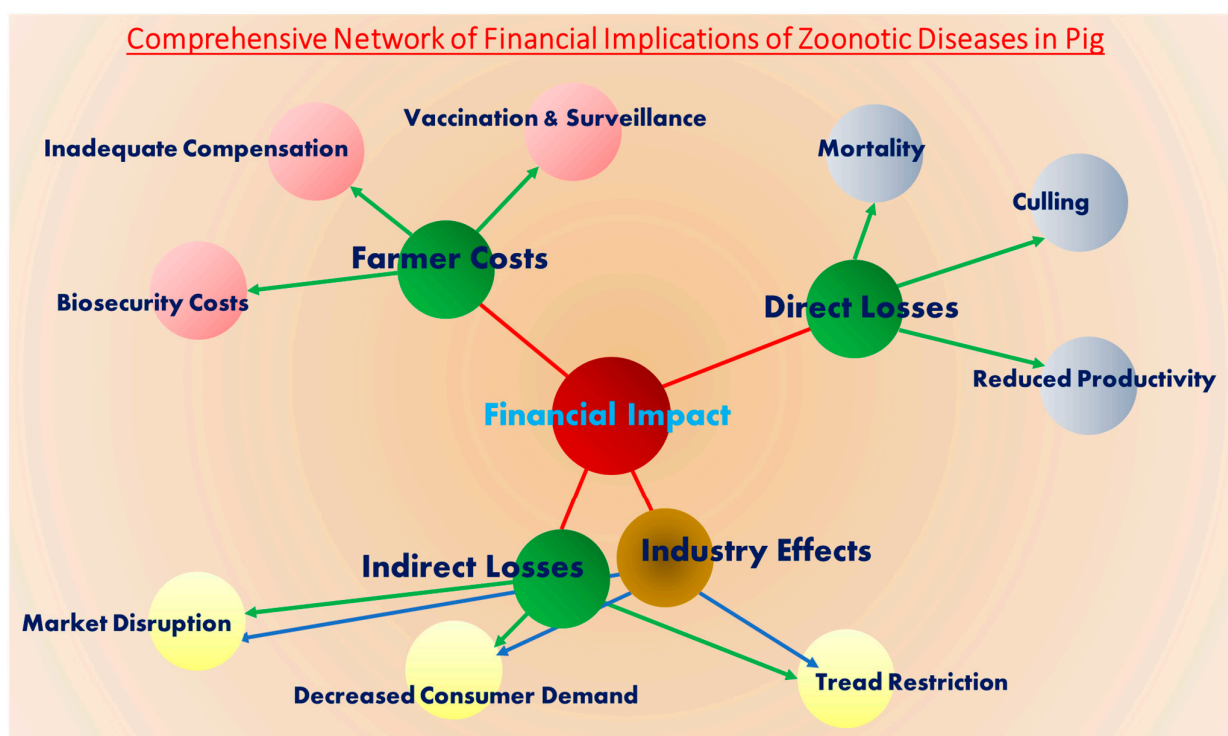 Comprehensive Network of Financial Implications of Zoonotic Diseases in Pig
Vaccination & Surveillance
Inadequate Compensation
Mortality
Culling
Farmer Costs
Biosecurity Costs
Direct Losses
Reduced Productivity
Financial Impact
Industry Effects
Indirect Losses
Market Disruption
Decreased Consumer Demand
Tread Restriction